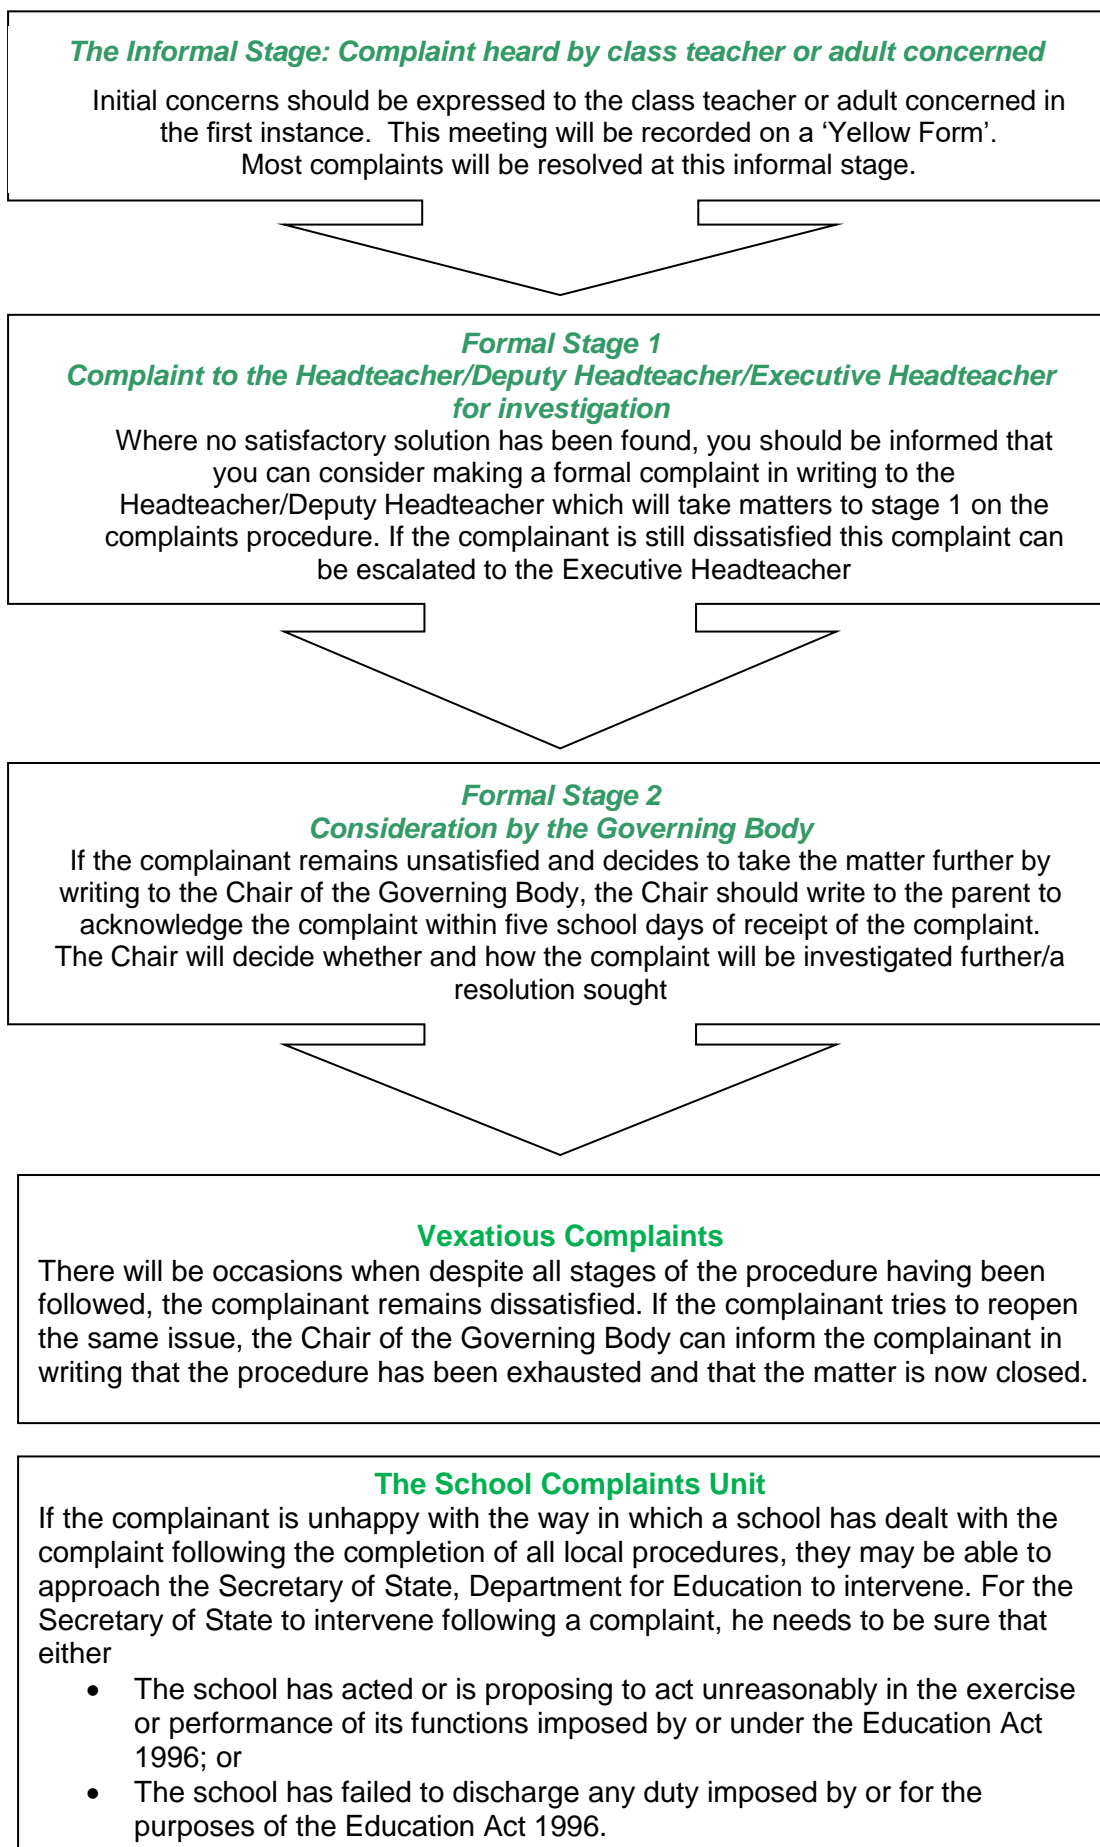 The Informal Stage: Complaint heard by class teacher or adult concerned
Initial concerns should be expressed to the class teacher or adult concerned in
the first instance.  This meeting will be recorded on a ‘Yellow Form’.
Most complaints will be resolved at this informal stage.
Formal Stage 1
Complaint to the Headteacher/Deputy Headteacher/Executive Headteacher
for investigation
Where no satisfactory solution has been found, you should be informed that
you can consider making a formal complaint in writing to the
Headteacher/Deputy Headteacher which will take matters to stage 1 on the
complaints procedure. If the complainant is still dissatisfied this complaint can
be escalated to the Executive Headteacher
Formal Stage 2
Consideration by the Governing Body
If the complainant remains unsatisfied and decides to take the matter further by
writing to the Chair of the Governing Body, the Chair should write to the parent to
acknowledge the complaint within five school days of receipt of the complaint.
The Chair will decide whether and how the complaint will be investigated further/a
resolution sought
Vexatious Complaints
There will be occasions when despite all stages of the procedure having been
followed, the complainant remains dissatisfied. If the complainant tries to reopen
the same issue, the Chair of the Governing Body can inform the complainant in
writing that the procedure has been exhausted and that the matter is now closed.
The School Complaints Unit
If the complainant is unhappy with the way in which a school has dealt with the
complaint following the completion of all local procedures, they may be able to
approach the Secretary of State, Department for Education to intervene. For the
Secretary of State to intervene following a complaint, he needs to be sure that
either
• The school has acted or is proposing to act unreasonably in the exercise
or performance of its functions imposed by or under the Education Act
1996; or
• The school has failed to discharge any duty imposed by or for the
purposes of the Education Act 1996.